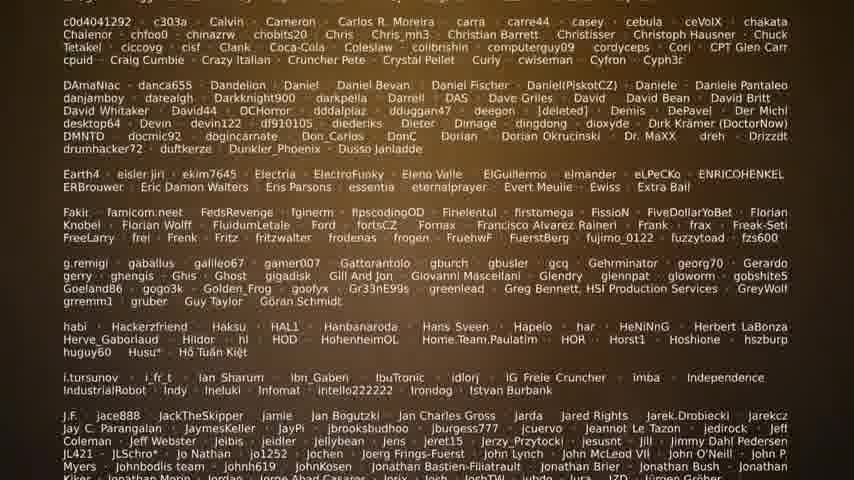 c0d4041292 · c303a · Calvin · Cameron · Carlos R. Moreira · carra · carre44 · casey · cebula · ceVoIX · chakata
Chalenor · chfoo0 · chinazrw · chobits20 · Chris · Chris_mn3 · Christian Barrett · Christisser · Christoph Hausner · Chuck
Tetakel · ciccovg · cisf · Clank · Coca-Cola · Coleslaw · colibrishin · computerguy09 · cordyceps · Cori · CPT Glen Carr
cpuid · Craig Cumbie · Crazy Italian · Cruncher Pete · Crystal Pellet · Curly · cwiseman · Cyfron · Cyph3r
DAmaNiac · danca655 · Dandelion · Daniel · Daniel Bevan · Daniel Fischer · Daniel(PiskotCZ) · Daniele · Daniele Pantaleo
danjamboy · darealgh · Darkknight900 · darkpella · Darrell · DAS · Dave Griles · David · David Bean · David Britt
David Whitaker · David44 · DCHorror · dddalpiaz · dduggan47 · deegon · [deleted] · Demis · DePavel · Der Michl
desktop64 · Devin · devin122 · df910105 · diederiks · Dieter · Dimage · dingdong · dioxyde · Dirk Krämer (DoctorNow)
DMNTD · docmic92 · dogincarnate · Don_Carlos · DonC · Dorian · Dorian Okrucinski · Dr. MaXX · dreh · Drizzdt
drumhacker72 · duftkerze · Dunkler_Phoenix · Dusso Janladde
Earth4 · eisler jiri · ekim7645 · Electria · ElectroFunky · Eleno Valle · ElGuillermo · elmander · eLPeCKo · ENRICOHENKEL
ERBrouwer · Eric Damon Walters · Eris Parsons · essentia · eternalprayer · Evert Meulie · Ewiss · Extra Ball
Fakir · famicom.neet · FedsRevenge · fginerm · fipscodingOD · Finelentul · firstomega · FissioN · FiveDollarYoBet · Florian
Knobel · Florian Wolff · FluidumLetale · Ford · fortsCZ · Fornax · Francisco Alvarez Raineri · Frank · frax · Freak-Seti
FreeLarry · frei · Frenk · Fritz · fritzwalter · frodenas · frogen · FruehwF · FuerstBerg · fujimo_0122 · fuzzytoad · fzs600
g.remigi · gaballus · galileo67 · gamer007 · Gattorantolo · gburch · gbusler · gcq · Gehrminator · georg70 · Gerardo
gerry · ghengis · Ghis · Ghost · gigadisk · Gill And Jon · Giovanni Mascellani · Glendry · glennpat · gloworm · gobshite5
Goeland86 · gogo3k · Golden_Frog · goofyx · Gr33nE99s · greenlead · Greg Bennett, HSI Production Services · GreyWolf
grremm1 · gruber · Guy Taylor · Göran Schmidt
habi · Hackerzfriend · Haksu · HAL1 · Hanbanaroda · Hans Sveen · Hapelo · har · HeNiNnG · Herbert LaBonza
Herve_Gaboriaud · Hildor · hl · HOD · HohenheimOL · Home.Team.Paulatim · HOR · Horst1 · Hoshione · hszburp
huguy60 · Husu* · Hồ Tuấn Kiệt
i.tursunov · i_fr_t · Ian Sharum · Ibn_Gaben · IbuTronic · idlorj · IG Freie Cruncher · imba · Independence
IndustrialRobot · Indy · Ineluki · Infomat · intello222222 · Irondog · Istvan Burbank
J.F. · jace888 · JackTheSkipper · jamie · Jan Bogutzki · Jan Charles Gross · Jarda · Jared Rights · Jarek.Drobiecki · Jarekcz
Jay C. Parangalan · JaymesKeller · JayPi · jbrooksbudhoo · Jburgess777 · jcuervo · Jeannot Le Tazon · jedirock · Jeff
Coleman · Jeff Webster · Jeibis · jeidler · Jellybean · Jens · jeret15 · Jerzy_Przytocki · jesusnt · Jill · Jimmy Dahl Pedersen
JL421 · JLSchro* · Jo Nathan · jo1252 · Jochen · Joerg Frings-Fuerst · John Lynch · John McLeod VII · John O'Neill · John P.
Myers · Johnbodlis team · johnh619 · JohnKosen · Jonathan Bastien-Filiatrault · Jonathan Brier · Jonathan Bush · Jonathan